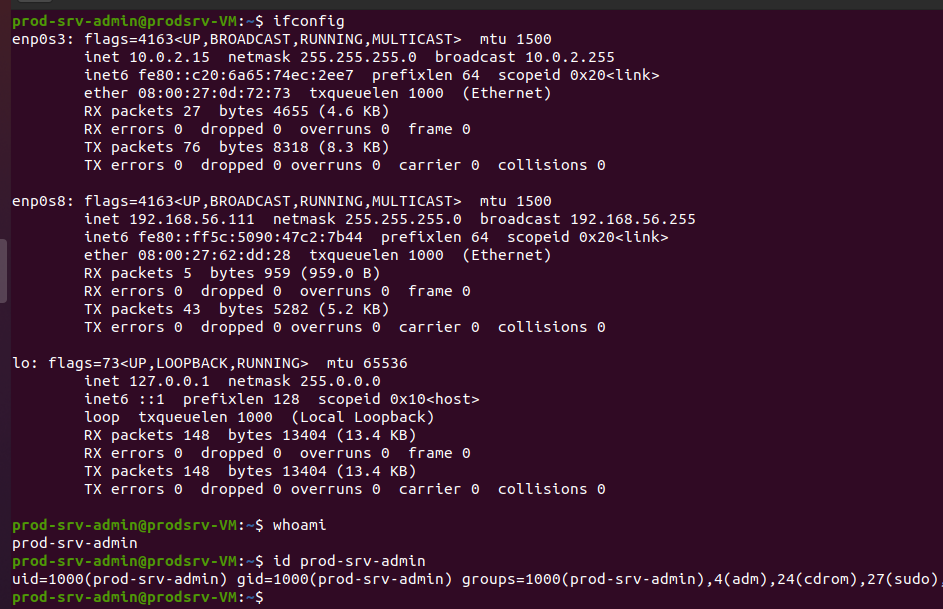 prod-srv-admin@prodsrv-VM:~$ ifconfig
enp0s3: flags=4163<UP,BROADCAST,RUNNING,MULTICAST>  mtu 1500
        inet 10.0.2.15  netmask 255.255.255.0  broadcast 10.0.2.255
        inet6 fe80::c20:6a65:74ec:2ee7  prefixlen 64  scopeid 0x20<link>
        ether 08:00:27:0d:72:73  txqueuelen 1000  (Ethernet)
        RX packets 27  bytes 4655 (4.6 KB)
        RX errors 0  dropped 0  overruns 0  frame 0
        TX packets 76  bytes 8318 (8.3 KB)
        TX errors 0  dropped 0 overruns 0  carrier 0  collisions 0

enp0s8: flags=4163<UP,BROADCAST,RUNNING,MULTICAST>  mtu 1500
        inet 192.168.56.111  netmask 255.255.255.0  broadcast 192.168.56.255
        inet6 fe80::ff5c:5090:47c2:7b44  prefixlen 64  scopeid 0x20<link>
        ether 08:00:27:62:dd:28  txqueuelen 1000  (Ethernet)
        RX packets 5  bytes 959 (959.0 B)
        RX errors 0  dropped 0  overruns 0  frame 0
        TX packets 43  bytes 5282 (5.2 KB)
        TX errors 0  dropped 0 overruns 0  carrier 0  collisions 0

lo: flags=73<UP,LOOPBACK,RUNNING>  mtu 65536
        inet 127.0.0.1  netmask 255.0.0.0
        inet6 ::1  prefixlen 128  scopeid 0x10<host>
        loop  txqueuelen 1000  (Local Loopback)
        RX packets 148  bytes 13404 (13.4 KB)
        RX errors 0  dropped 0  overruns 0  frame 0
        TX packets 148  bytes 13404 (13.4 KB)
        TX errors 0  dropped 0 overruns 0  carrier 0  collisions 0

prod-srv-admin@prodsrv-VM:~$ whoami
prod-srv-admin
prod-srv-admin@prodsrv-VM:~$ id prod-srv-admin
uid=1000(prod-srv-admin) gid=1000(prod-srv-admin) groups=1000(prod-srv-admin),4(adm),24(cdrom),27(sudo),
prod-srv-admin@prodsrv-VM:~$